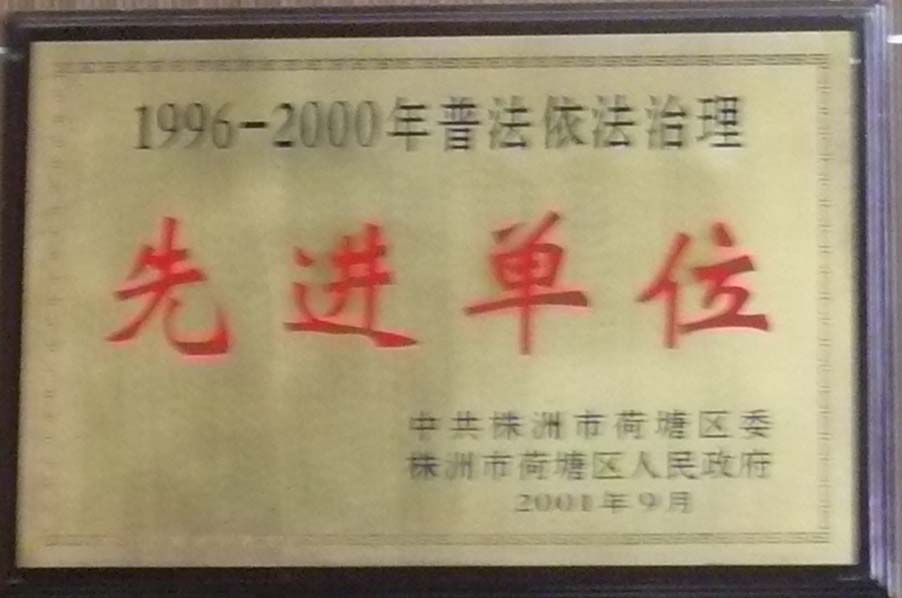 1996-2000年普法依法治理
先进单位
中共株洲市荷塘区委
株洲市荷塘区人民政府
2001年9月